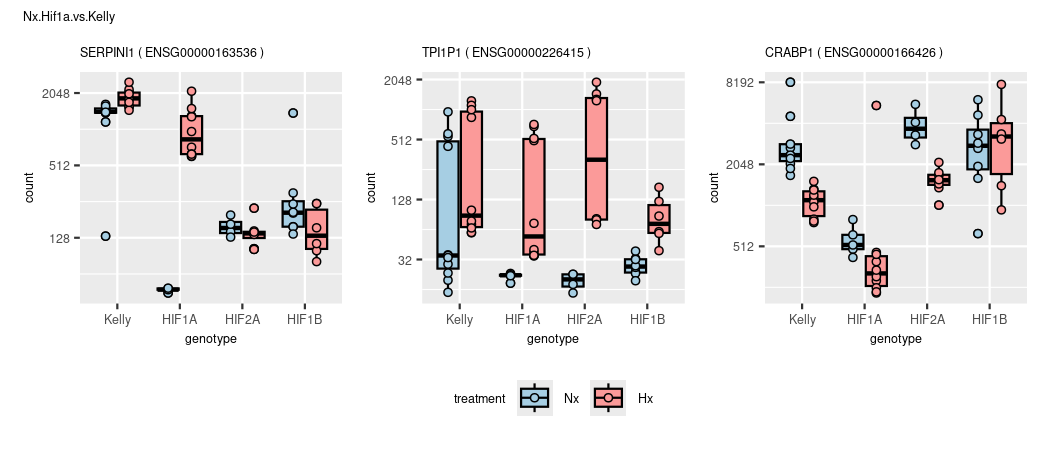 Nx.Hif1a.vs.Kelly
SERPINI1 ( ENSG00000163536 )
TPI1P1 ( ENSG00000226415 )
CRABP1 ( ENSG00000166426 )
count
2048
512
128
Kelly HIF1A HIF2A HIF1B
genotype
count
2048
512
128
32
Kelly HIF1A HIF2A HIF1B
genotype
count
8192
2048
512
Kelly HIF1A HIF2A HIF1B
genotype
treatment Nx Hx